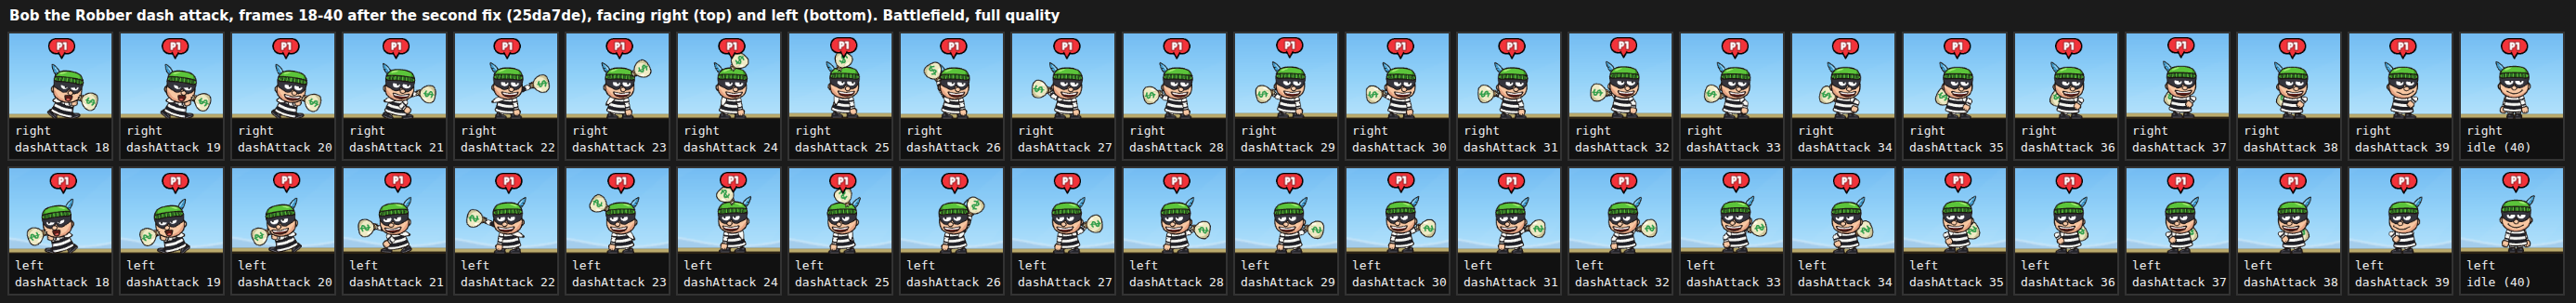 Bob the Robber dash attack, frames 18-40 after the second fix (25da7de), facing right (top) and left (bottom). Battlefield, full quality
P1 P1 P1 P1 P1 P1 P1 P1 P1 P1 P1 P1 P1 P1 P1 P1 P1 P1 P1 P1 P1 P1 P1
right right right right right right right right right right right right right right right right right right right right right right right
dashAttack 18 dashAttack 19 dashAttack 20 dashAttack 21 dashAttack 22 dashAttack 23 dashAttack 24 dashAttack 25 dashAttack 26 dashAttack 27 dashAttack 28 dashAttack 29 dashAttack 30 dashAttack 31 dashAttack 32 dashAttack 33 dashAttack 34 dashAttack 35 dashAttack 36 dashAttack 37 dashAttack 38 dashAttack 39 idle (40)
P1 P1 P1 P1 P1 P1 P1 P1 P1 P1 P1 P1 P1 P1 P1 P1 P1 P1 P1 P1 P1 P1 P1
left left left left left left left left left left left left left left left left left left left left left left left
dashAttack 18 dashAttack 19 dashAttack 20 dashAttack 21 dashAttack 22 dashAttack 23 dashAttack 24 dashAttack 25 dashAttack 26 dashAttack 27 dashAttack 28 dashAttack 29 dashAttack 30 dashAttack 31 dashAttack 32 dashAttack 33 dashAttack 34 dashAttack 35 dashAttack 36 dashAttack 37 dashAttack 38 dashAttack 39 idle (40)